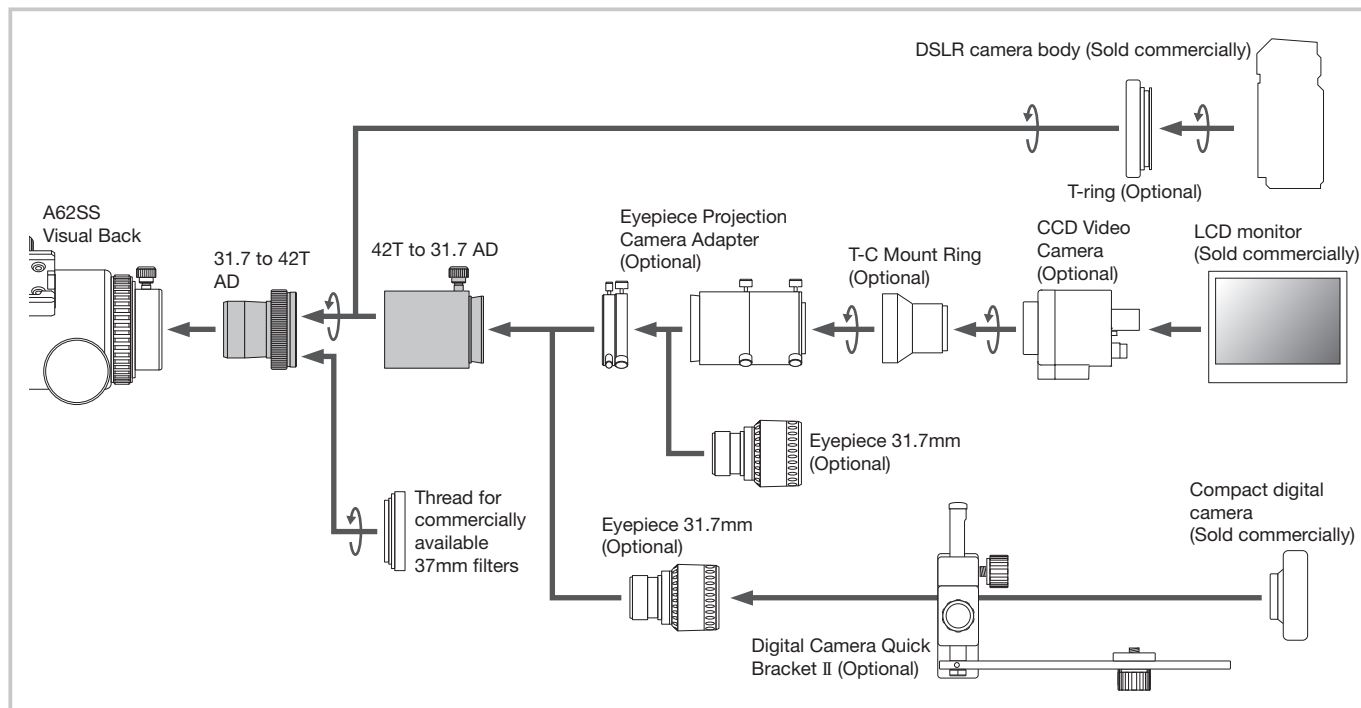 DSLR camera body (Sold commercially)
T-ring (Optional)
A62SS
Visual Back
31.7 to 42T
AD
42T to 31.7 AD
Eyepiece Projection
Camera Adapter
(Optional)
T-C Mount Ring
(Optional)
CCD Video
Camera
(Optional)
LCD monitor
(Sold commercially)
Eyepiece 31.7mm
(Optional)
Thread for
commercially
available
37mm filters
Eyepiece 31.7mm
(Optional)
Compact digital
camera
(Sold commercially)
Digital Camera Quick
Bracket Ⅱ (Optional)